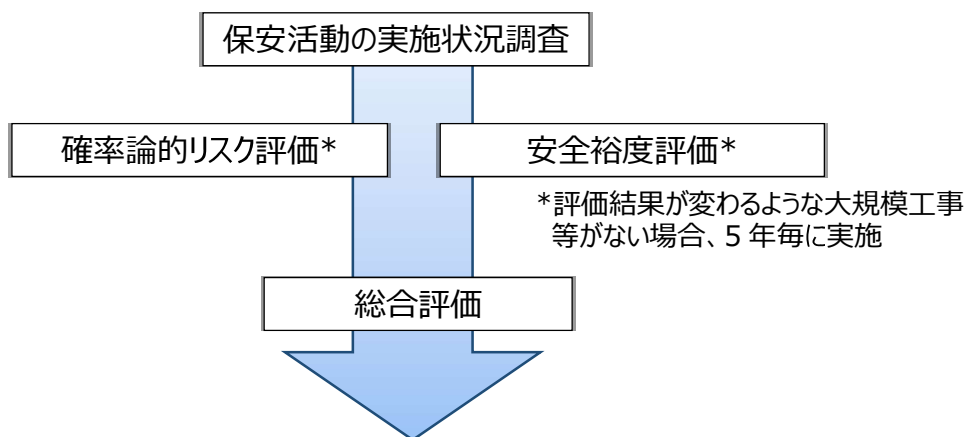 保安活動の実施状況調査
確率論的リスク評価*
安全裕度評価*
*評価結果が変わるような大規模工事
等がない場合、5 年毎に実施
総合評価